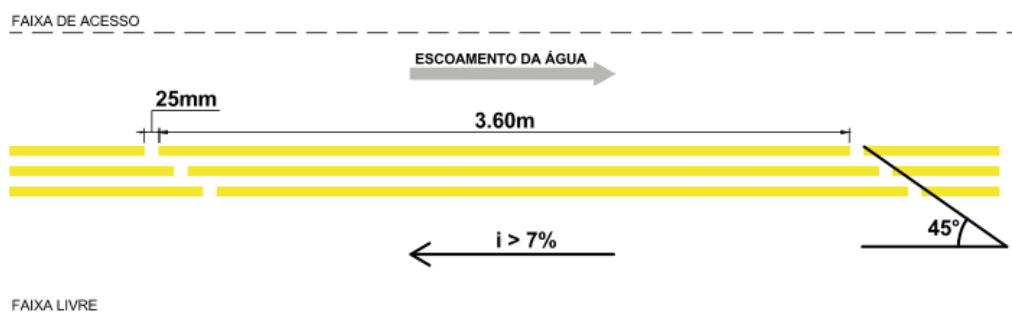 FAIXA DE ACESSO
ESCOAMENTO DA ÁGUA
25mm
3.60m
45°
i > 7%
FAIXA LIVRE